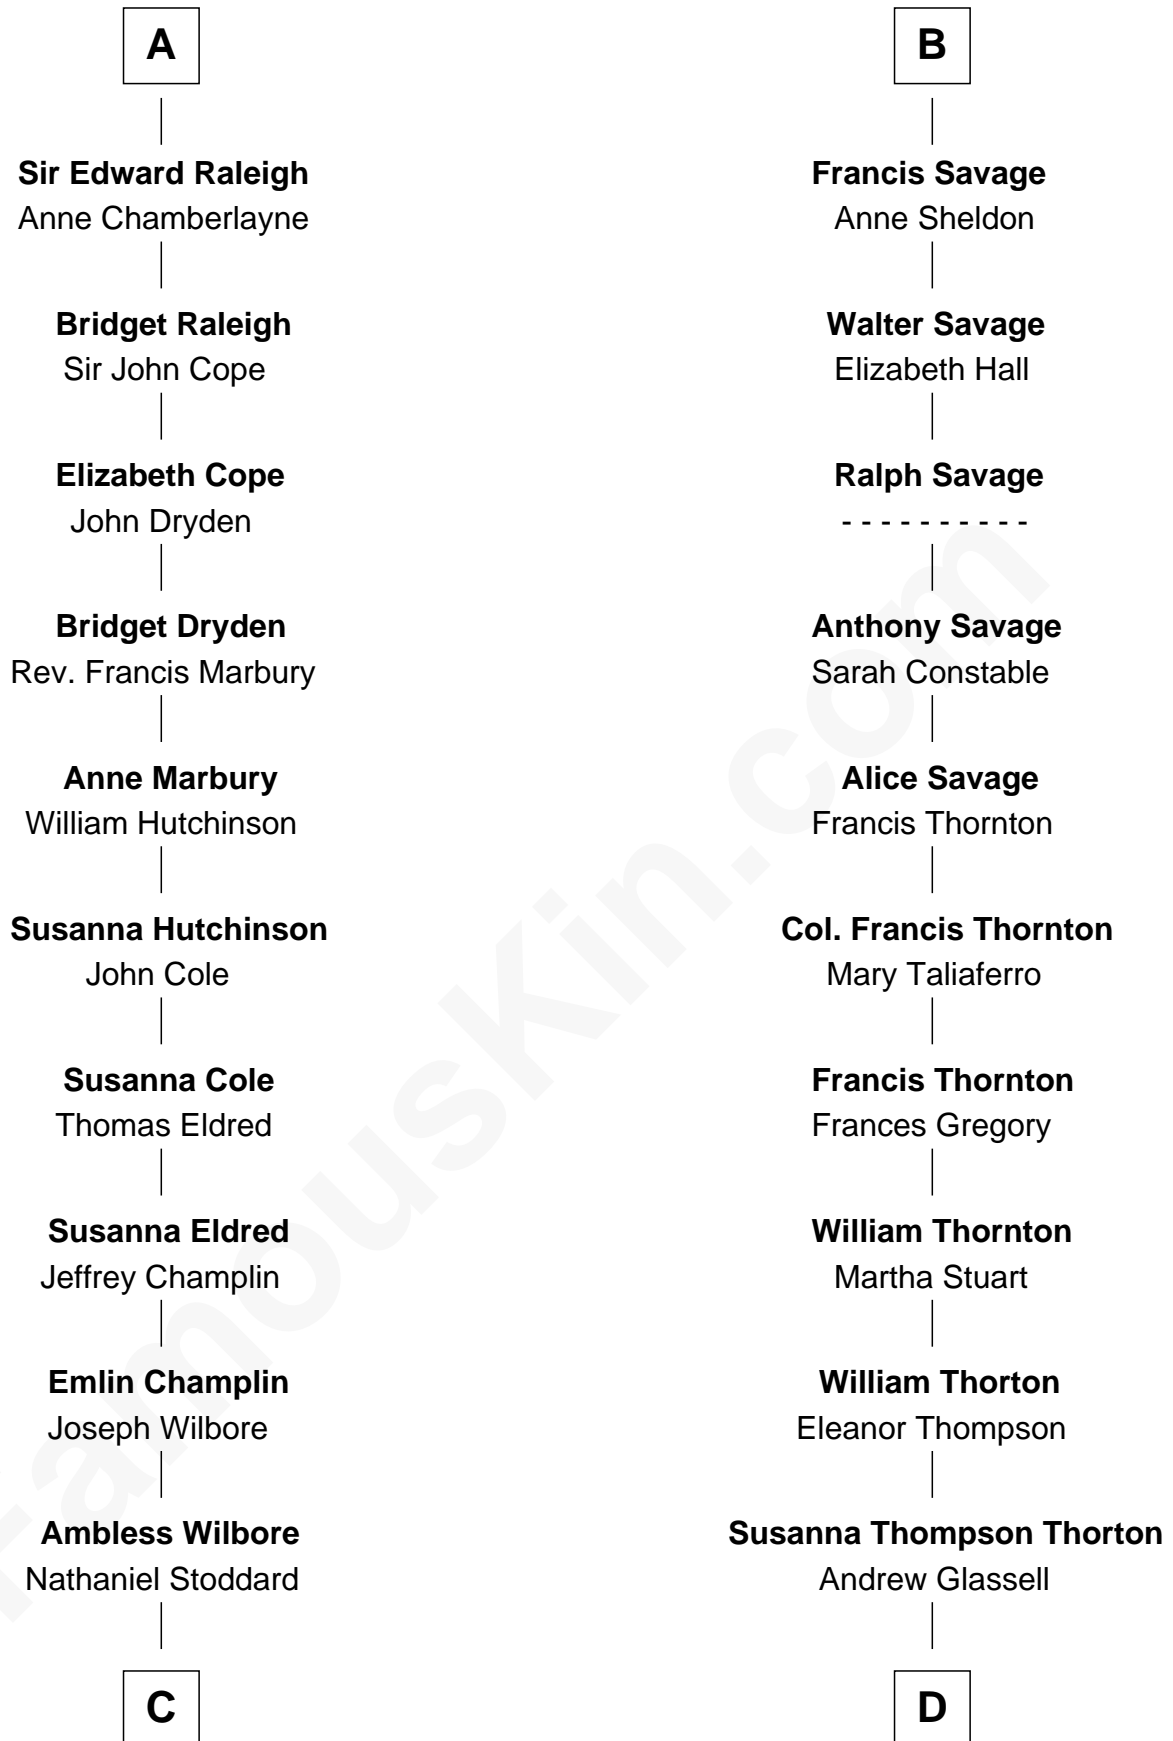 A
Sir Edward Raleigh
Anne Chamberlayne
Bridget Raleigh
Sir John Cope
Elizabeth Cope
John Dryden
Bridget Dryden
Rev. Francis Marbury
Anne Marbury
William Hutchinson
Susanna Hutchinson
John Cole
Susanna Cole
Thomas Eldred
Susanna Eldred
Jeffrey Champlin
Emlin Champlin
Joseph Wilbore
Ambless Wilbore
Nathaniel Stoddard
C
B
Francis Savage
Anne Sheldon
Walter Savage
Elizabeth Hall
Ralph Savage
- - - - - - - - - -
Anthony Savage
Sarah Constable
Alice Savage
Francis Thornton
Col. Francis Thornton
Mary Taliaferro
Francis Thornton
Frances Gregory
William Thornton
Martha Stuart
William Thorton
Eleanor Thompson
Susanna Thompson Thorton
Andrew Glassell
D
FamousKin.com